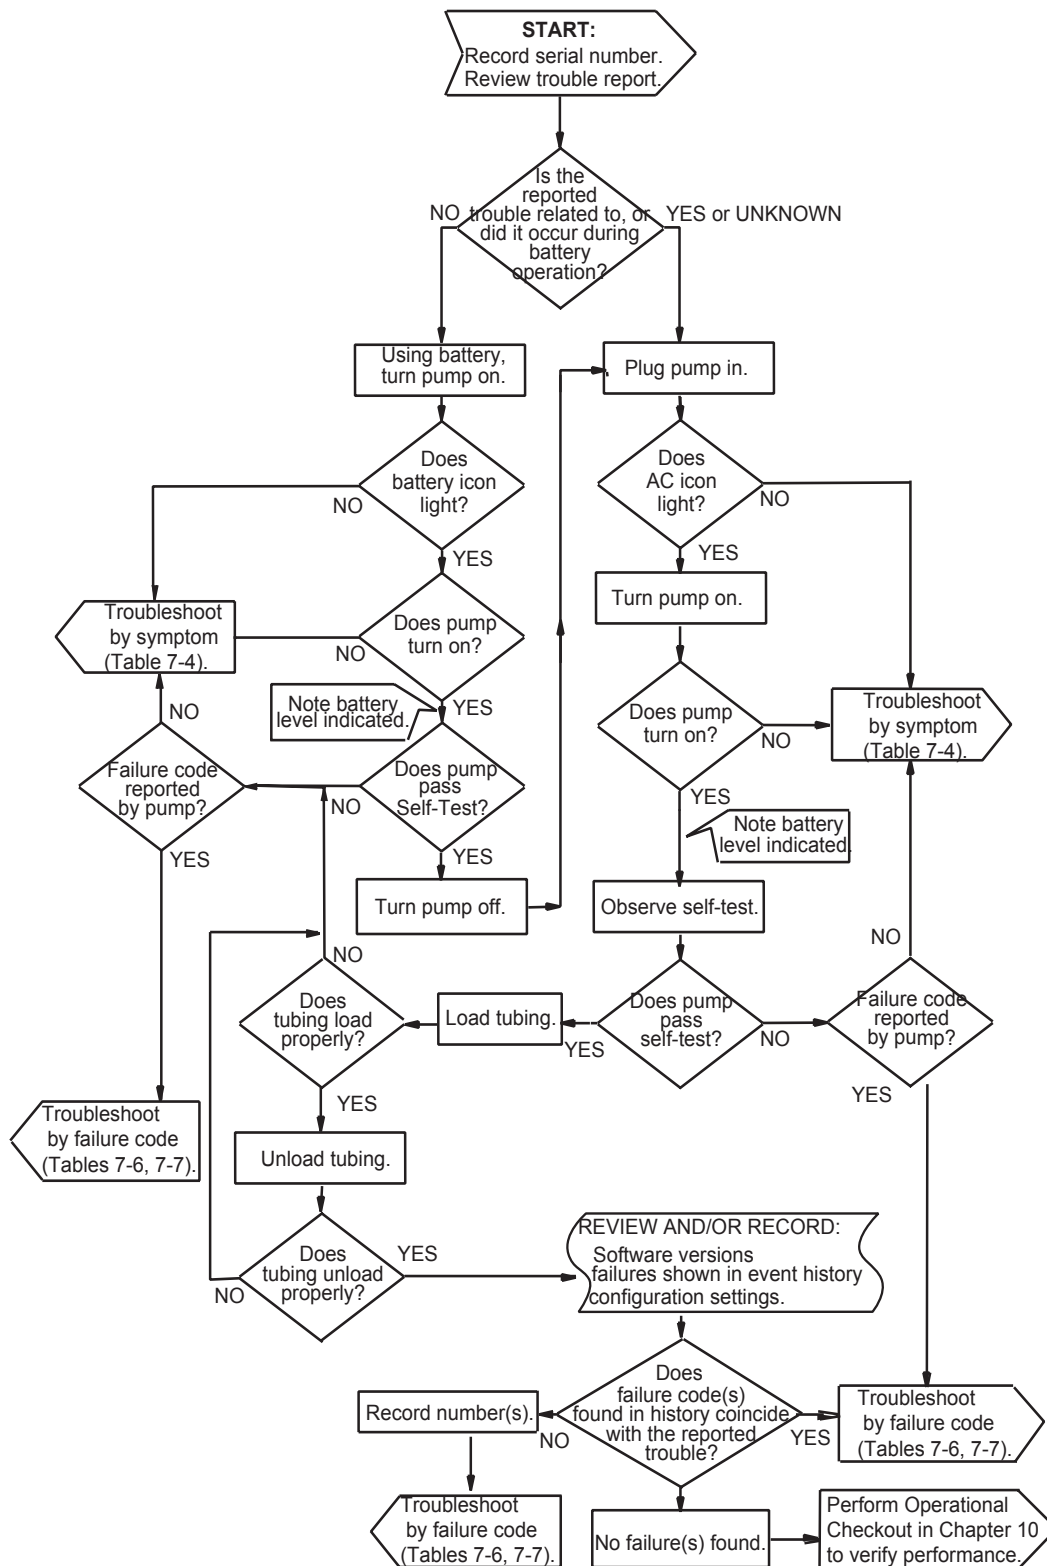 START:
Record serial number.
Review trouble report.
Is the
reported
trouble related to, or
did it occur during
battery
operation?
NO
YES or UNKNOWN
Using battery,
turn pump on.
Plug pump in.
Does
battery icon
light?
NO
YES
Does
AC icon
light?
NO
YES
Turn pump on.
Troubleshoot
by symptom
(Table 7-4).
Does pump
turn on?
NO
YES
Note battery
level indicated.
Does pump
turn on?
NO
YES
Troubleshoot
by symptom
(Table 7-4).
NO
Failure code
reported
by pump?
YES
Does pump
pass
Self-Test?
NO
YES
Note battery
level indicated.
Turn pump off.
Observe self-test.
NO
NO
Does
tubing load
properly?
YES
Load tubing.
YES
Does pump
pass
self-test?
NO
Failure code
reported
by pump?
YES
Troubleshoot
by failure code
(Tables 7-6, 7-7).
Unload tubing.
Does
tubing unload
properly?
NO
YES
REVIEW AND/OR RECORD:
Software versions
failures shown in event history
configuration settings.
Does
failure code(s)
found in history coincide
with the reported
trouble?
NO
YES
Record number(s).
Troubleshoot
by failure code
(Tables 7-6, 7-7).
Troubleshoot
by failure code
(Tables 7-6, 7-7).
No failure(s) found.
Perform Operational
Checkout in Chapter 10
to verify performance.